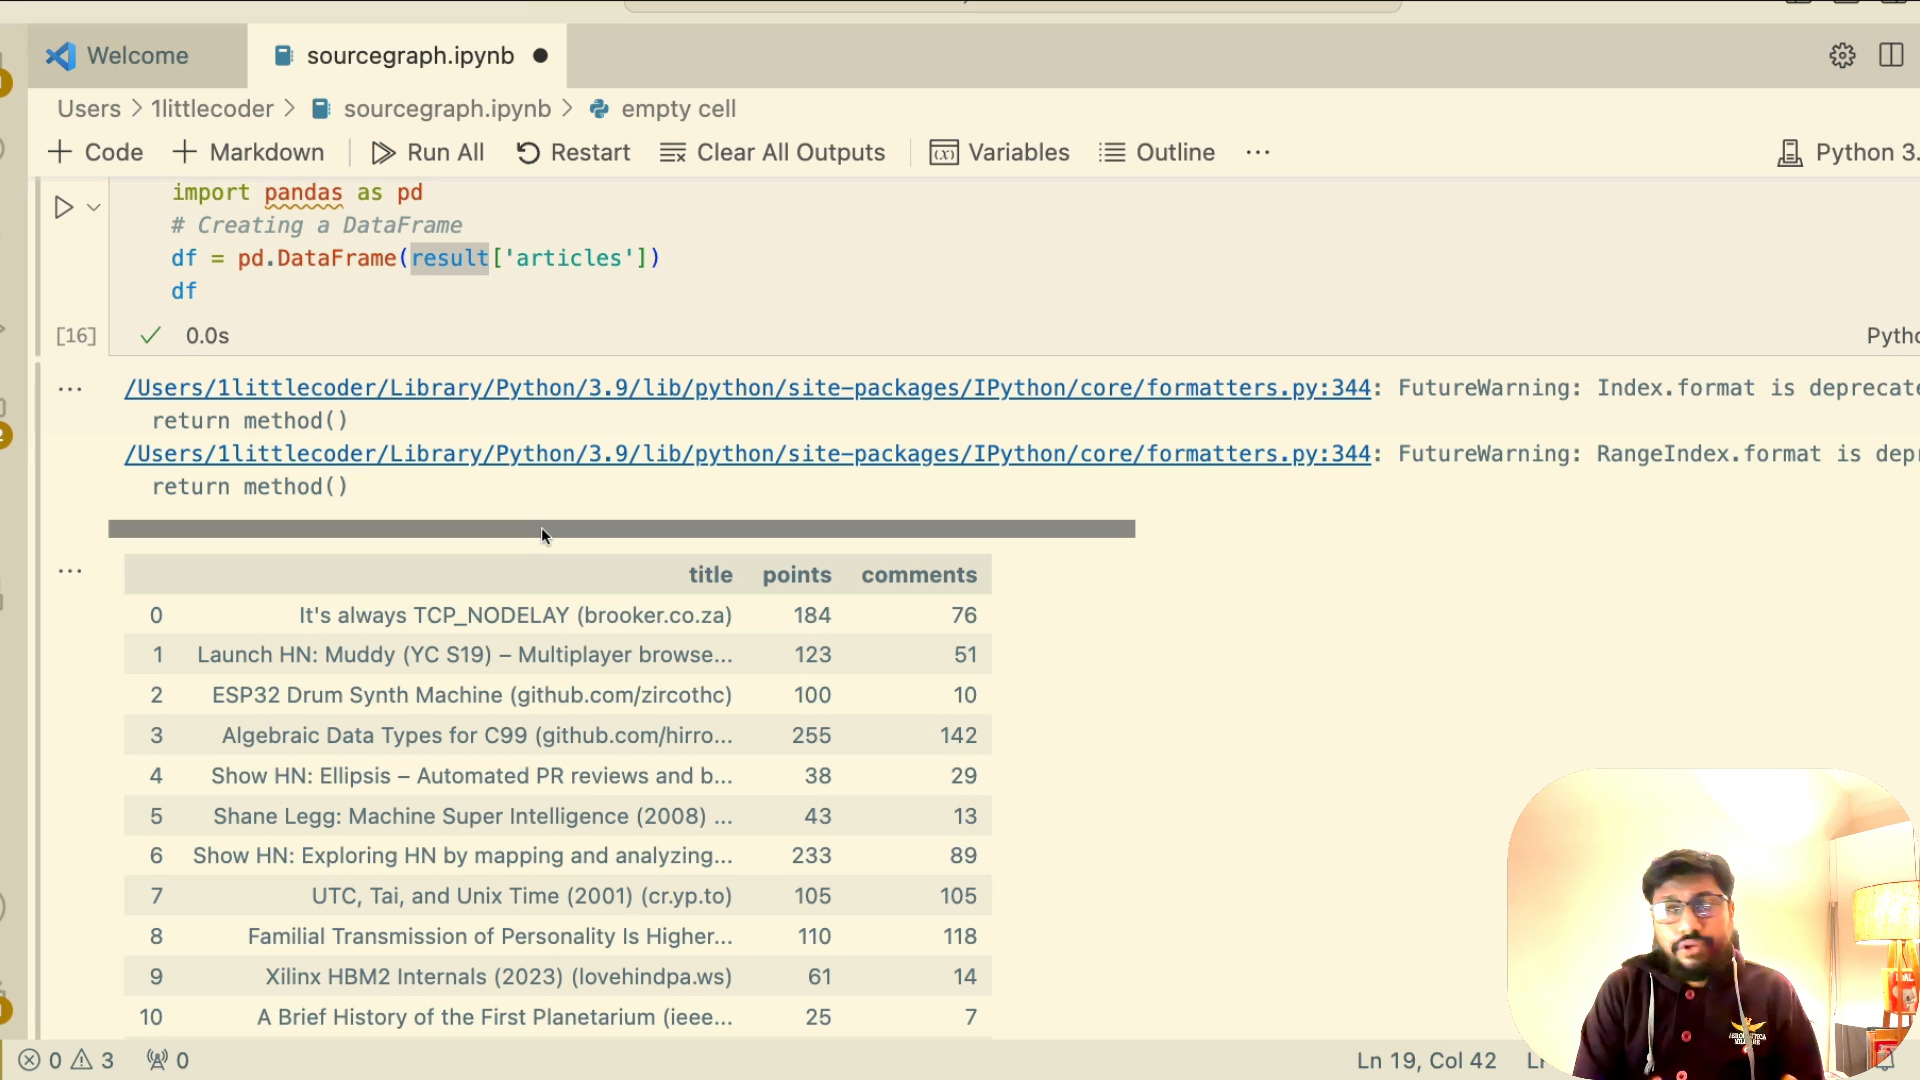 Welcome
sourcegraph.ipynb
Users > 1littlecoder > sourcegraph.ipynb > empty cell
+ Code + Markdown Run All Restart Clear All Outputs Variables Outline ... Python 3.
import pandas as pd
# Creating a DataFrame
df = pd.DataFrame(result['articles'])
df
[16] 0.0s
/Users/1littlecoder/Library/Python/3.9/lib/python/site-packages/IPython/core/formatters.py:344: FutureWarning: Index.format is deprecate
return method()
/Users/1littlecoder/Library/Python/3.9/lib/python/site-packages/IPython/core/formatters.py:344: FutureWarning: RangeIndex.format is depr
return method()
title points comments
0 It's always TCP_NODELAY (brooker.co.za) 184 76
1 Launch HN: Muddy (YC S19) – Multiplayer browse... 123 51
2 ESP32 Drum Synth Machine (github.com/zircothc) 100 10
3 Algebraic Data Types for C99 (github.com/hirro... 255 142
4 Show HN: Ellipsis – Automated PR reviews and b... 38 29
5 Shane Legg: Machine Super Intelligence (2008) ... 43 13
6 Show HN: Exploring HN by mapping and analyzing... 233 89
7 UTC, Tai, and Unix Time (2001) (cr.yp.to) 105 105
8 Familial Transmission of Personality Is Higher... 110 118
9 Xilinx HBM2 Internals (2023) (lovehindpa.ws) 61 14
10 A Brief History of the First Planetarium (ieee... 25 7
0 3 0 Ln 19, Col 42